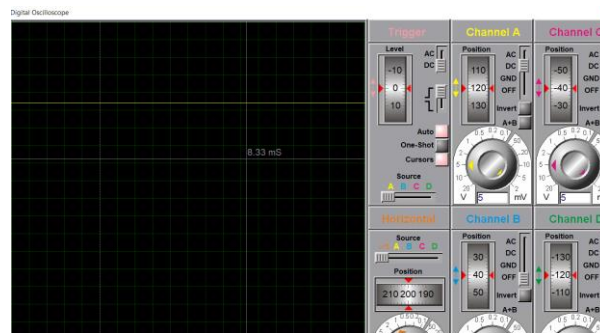 Digital Oscilloscope
8.33 mS
Trigger
Level
AC
DC
-10
0
10
Auto
One-Shot
Cursors
Source
A B C D
Horizontal
Source
A B C D
Position
210 200 190
Channel A
Position
AC
DC
GND
OFF
110
120
130
Invert
A+B
V
5
mV
Channel B
Position
AC
DC
GND
OFF
30
40
50
Invert
A+B
Channel C
Position
AC
DC
GND
OFF
-50
-40
-30
Invert
A+B
V
5
Channel D
Position
AC
DC
GND
OFF
-130
-120
-110
Invert
A+B